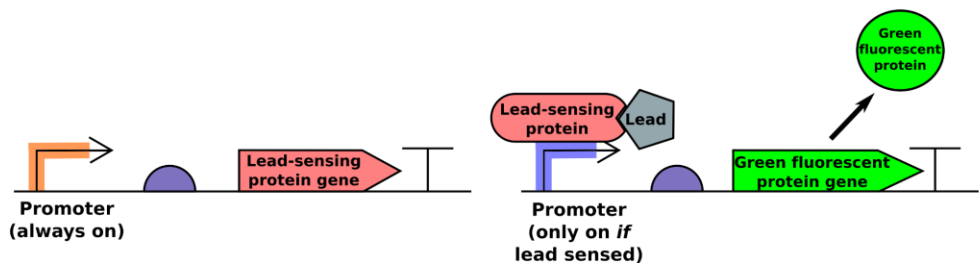 Green
fluorescent
protein
Lead-sensing
protein
Lead
Lead-sensing
protein gene
Green fluorescent
protein gene
Promoter
(always on)
Promoter
(only on if
lead sensed)